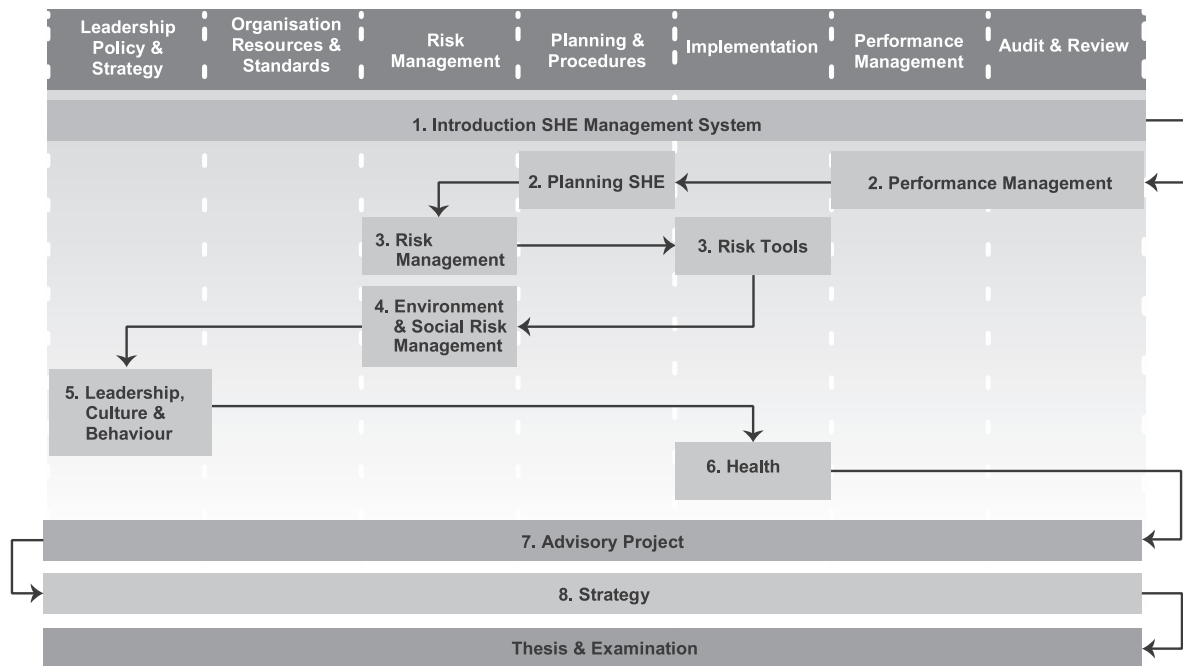 Leadership
Policy &
Strategy
Organisation
Resources &
Standards
Risk
Management
Planning &
Procedures
Implementation
Performance
Management
Audit & Review
1. Introduction SHE Management System
2. Planning SHE
2. Performance Management
3. Risk
Management
3. Risk Tools
4. Environment
& Social Risk
Management
5. Leadership,
Culture &
Behaviour
6. Health
7. Advisory Project
8. Strategy
Thesis & Examination